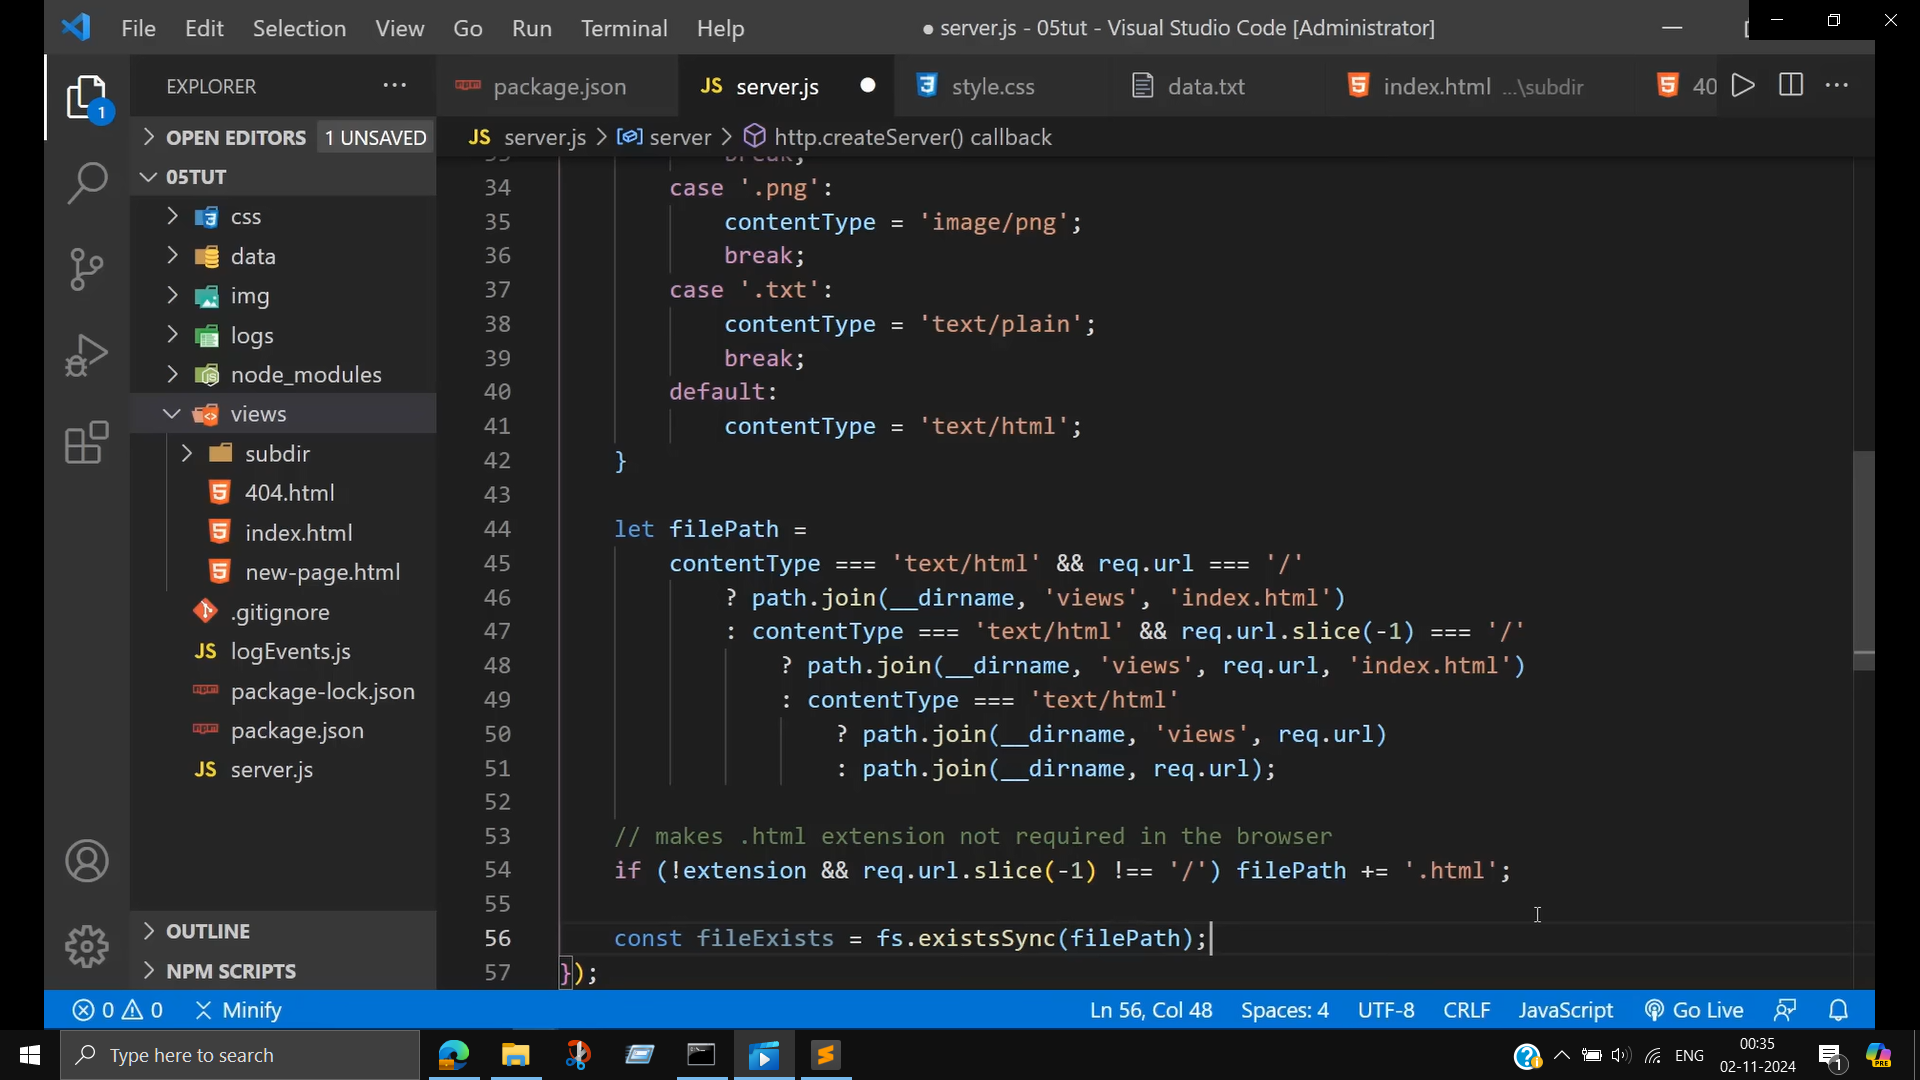 File Edit Selection View Go Run Terminal Help
● server.js - 05tut - Visual Studio Code [Administrator]
EXPLORER
package.json
JS server.js
style.css
data.txt
index.html ...\subdir
40
OPEN EDITORS 1 UNSAVED
JS server.js > server > http.createServer() callback
05TUT
css
data
img
logs
node_modules
views
subdir
404.html
index.html
new-page.html
.gitignore
JS logEvents.js
package-lock.json
package.json
JS server.js
OUTLINE
NPM SCRIPTS
1
33 break;
34 case '.png':
35 contentType = 'image/png';
36 break;
37 case '.txt':
38 contentType = 'text/plain';
39 break;
40 default:
41 contentType = 'text/html';
42 }
43
44 let filePath =
45 contentType === 'text/html' && req.url === '/'
46 ? path.join(__dirname, 'views', 'index.html')
47 : contentType === 'text/html' && req.url.slice(-1) === '/'
48 ? path.join(__dirname, 'views', req.url, 'index.html')
49 : contentType === 'text/html'
50 ? path.join(__dirname, 'views', req.url)
51 : path.join(__dirname, req.url);
52
53 // makes .html extension not required in the browser
54 if (!extension && req.url.slice(-1) !== '/') filePath += '.html';
55
56 const fileExists = fs.existsSync(filePath);
57 });
0 0 Minify
Ln 56, Col 48 Spaces: 4 UTF-8 CRLF JavaScript Go Live
Type here to search
ENG
00:35
02-11-2024
1
PRE